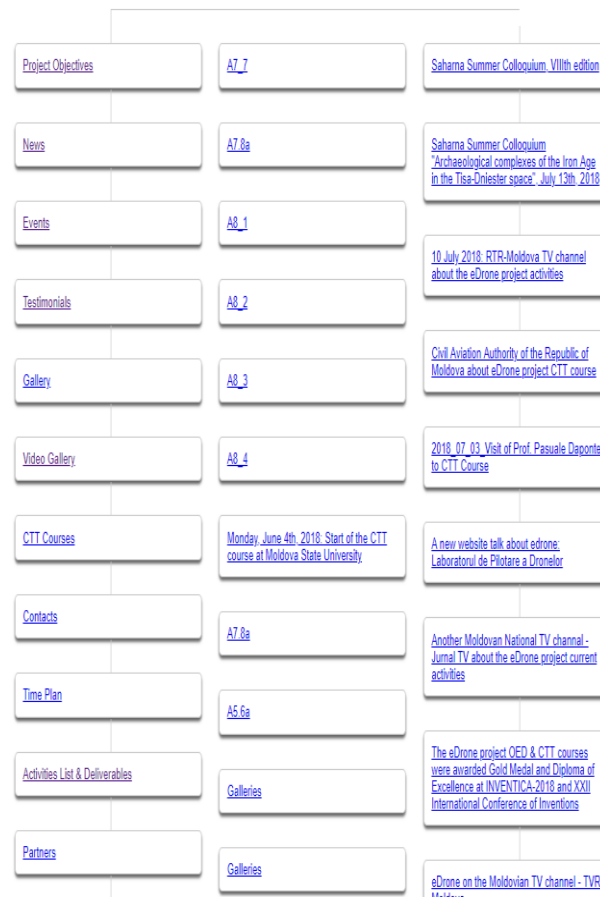 Project Objectives
News
Events
Testimonials
Gallery
Video Gallery
CTT Courses
Contacts
Time Plan
Activities List & Deliverables
Partners
A7_7
A7.8a
A8_1
A8_2
A8_3
A8_4
Monday, June 4th, 2018: Start of the CTT
course at Moldova State University
A7.8a
A5.6a
Galleries
Galleries
Saharna Summer Colloquium, VIIIth edition
Saharna Summer Colloquium
"Archaeological complexes of the Iron Age
in the Tisa-Dniester space", July 13th, 2018
10 July 2018: RTR-Moldova TV channel
about the eDrone project activities
Civil Aviation Authority of the Republic of
Moldova about eDrone project CTT course
2018_07_03_Visit of Prof. Pasuale Daponte
to CTT Course
A new website talk about edrone:
Laboratorul de Pilotare a Dronelor
Another Moldovan National TV channel -
Jurnal TV about the eDrone project current
activities
The eDrone project OED & CTT courses
were awarded Gold Medal and Diploma of
Excellence at INVENTICA-2018 and XXII
International Conference of Inventions
eDrone on the Moldovian TV channel - TVR